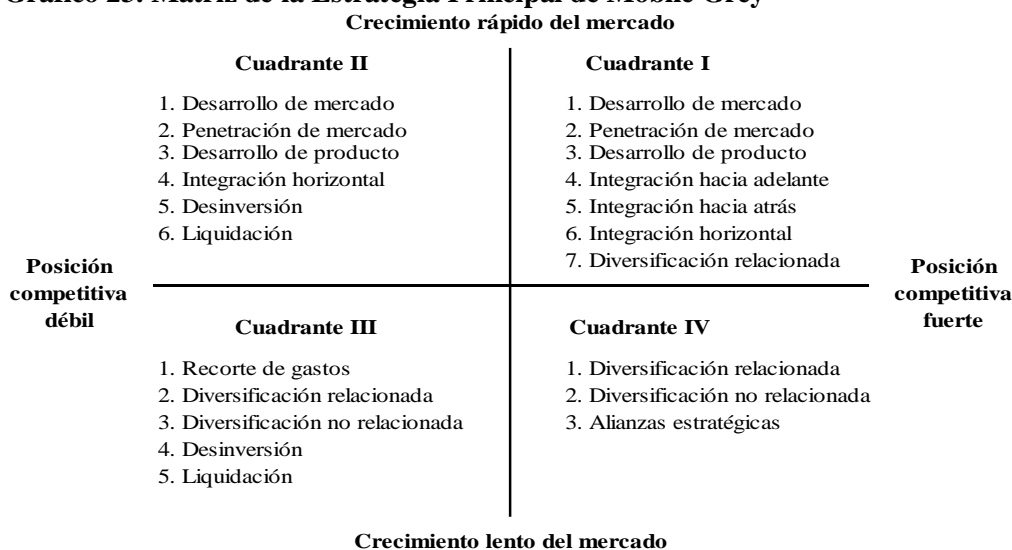 Crecimiento rápido del mercado
Cuadrante II
1. Desarrollo de mercado
2. Penetración de mercado
3. Desarrollo de producto
4. Integración horizontal
5. Desinversión
6. Liquidación
Cuadrante I
1. Desarrollo de mercado
2. Penetración de mercado
3. Desarrollo de producto
4. Integración hacia adelante
5. Integración hacia atrás
6. Integración horizontal
7. Diversificación relacionada
Posición
competitiva
débil
Posición
competitiva
fuerte
Cuadrante III
1. Recorte de gastos
2. Diversificación relacionada
3. Diversificación no relacionada
4. Desinversión
5. Liquidación
Cuadrante IV
1. Diversificación relacionada
2. Diversificación no relacionada
3. Alianzas estratégicas
Crecimiento lento del mercado